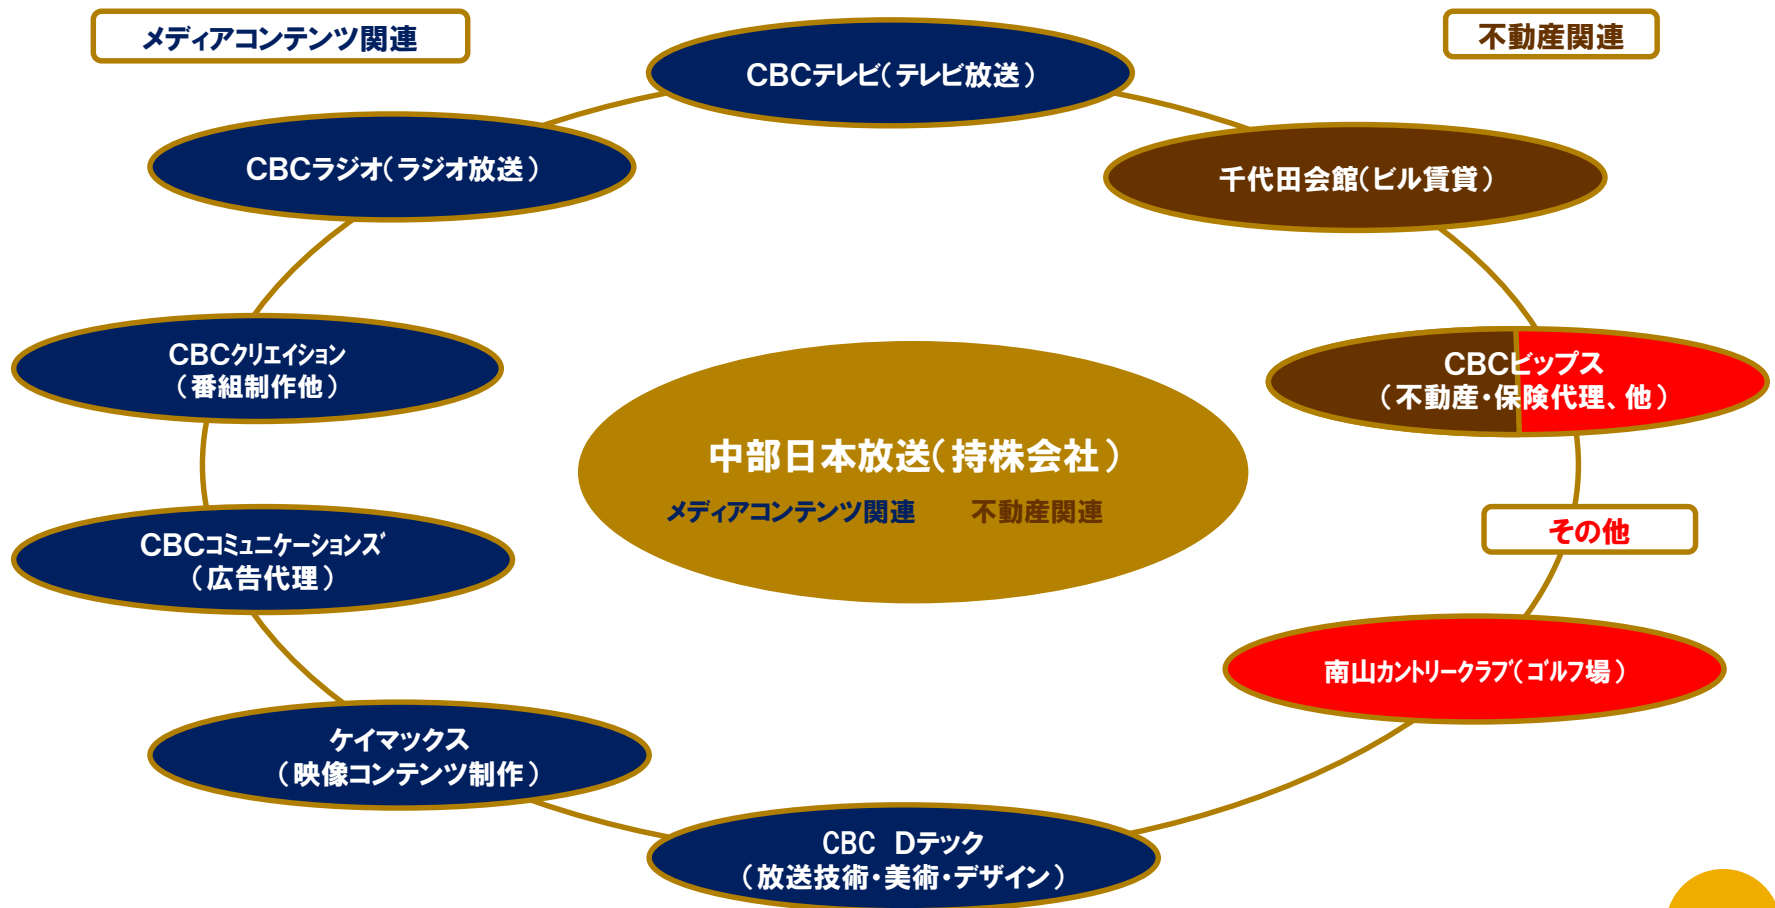 メディアコンテンツ関連
不動産関連
CBCテレビ(テレビ放送)
CBCラジオ(ラジオ放送)
千代田会館(ビル賃貸)
CBCクリエイション
(番組制作他)
CBCビップス
(不動産・保険代理、他)
中部日本放送(持株会社)
メディアコンテンツ関連 不動産関連
その他
CBCコミュニケーションズ
(広告代理)
南山カントリークラブ(ゴルフ場)
ケイマックス
(映像コンテンツ制作)
CBC Dテック
(放送技術・美術・デザイン)